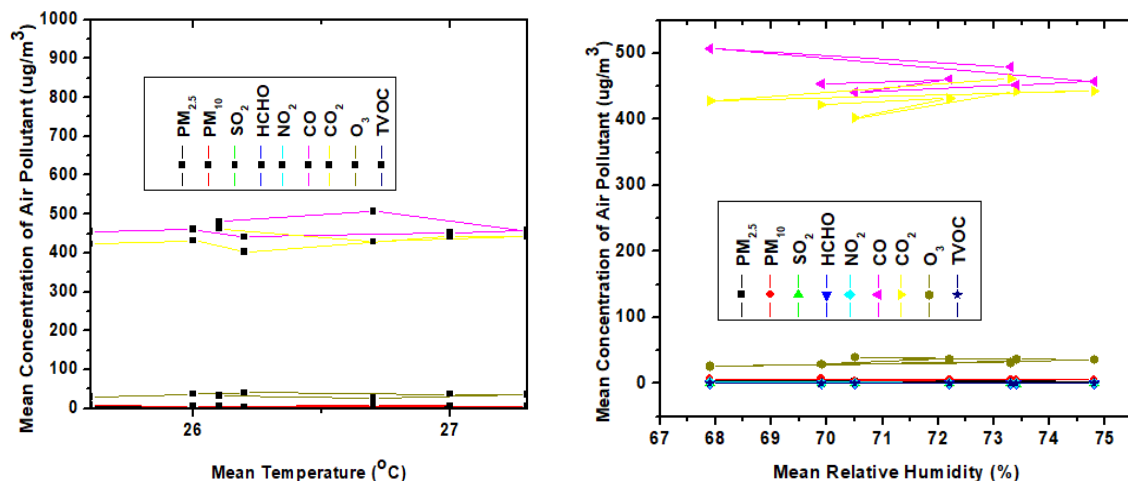 Mean Concentration of Air Pollutant (ug/m³)
1000
900
800
700
600
500
400
300
200
100
0
PM₂.₅
PM₁₀
SO₂
HCHO
NO₂
CO
CO₂
O₃
TVOC
26 27
Mean Temperature (⁰C)
Mean Concentration of Air Pollutant (ug/m³)
500
400
300
200
100
0
PM₂.₅
PM₁₀
SO₂
HCHO
NO₂
CO
CO₂
O₃
TVOC
67 68 69 70 71 72 73 74 75
Mean Relative Humidity (%)